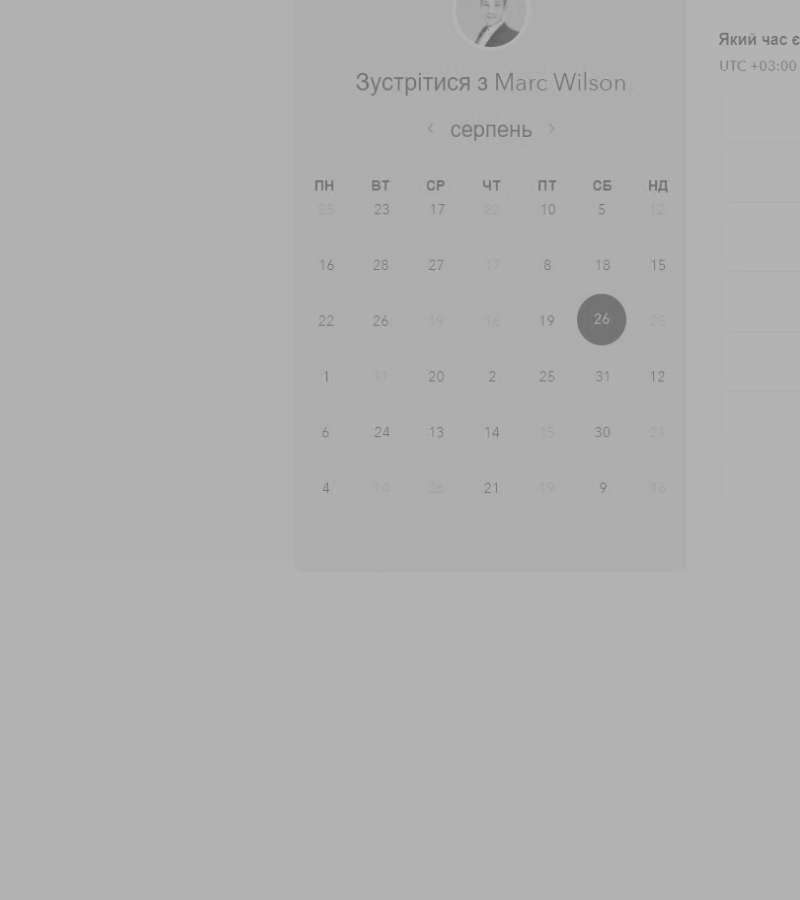 Зустрітися з Marc Wilson
‹ серпень ›
ПН ВТ СР ЧТ ПТ СБ НД
25 23 17 22 10 5 12
16 28 27 17 8 18 15
22 26 19 16 19 26 25
1 11 20 2 25 31 12
6 24 13 14 15 30 21
4 14 26 21 19 9 16
Який час є
UTC +03:00